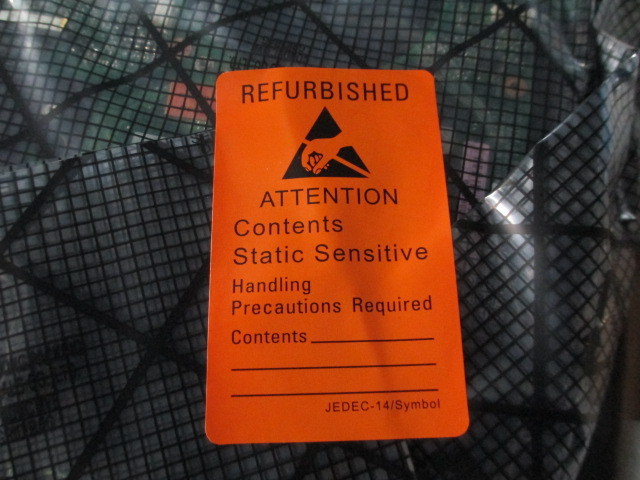 REFURBISHED
ATTENTION
Contents
Static Sensitive
Handling
Precautions Required
Contents
JEDEC-14/Symbol